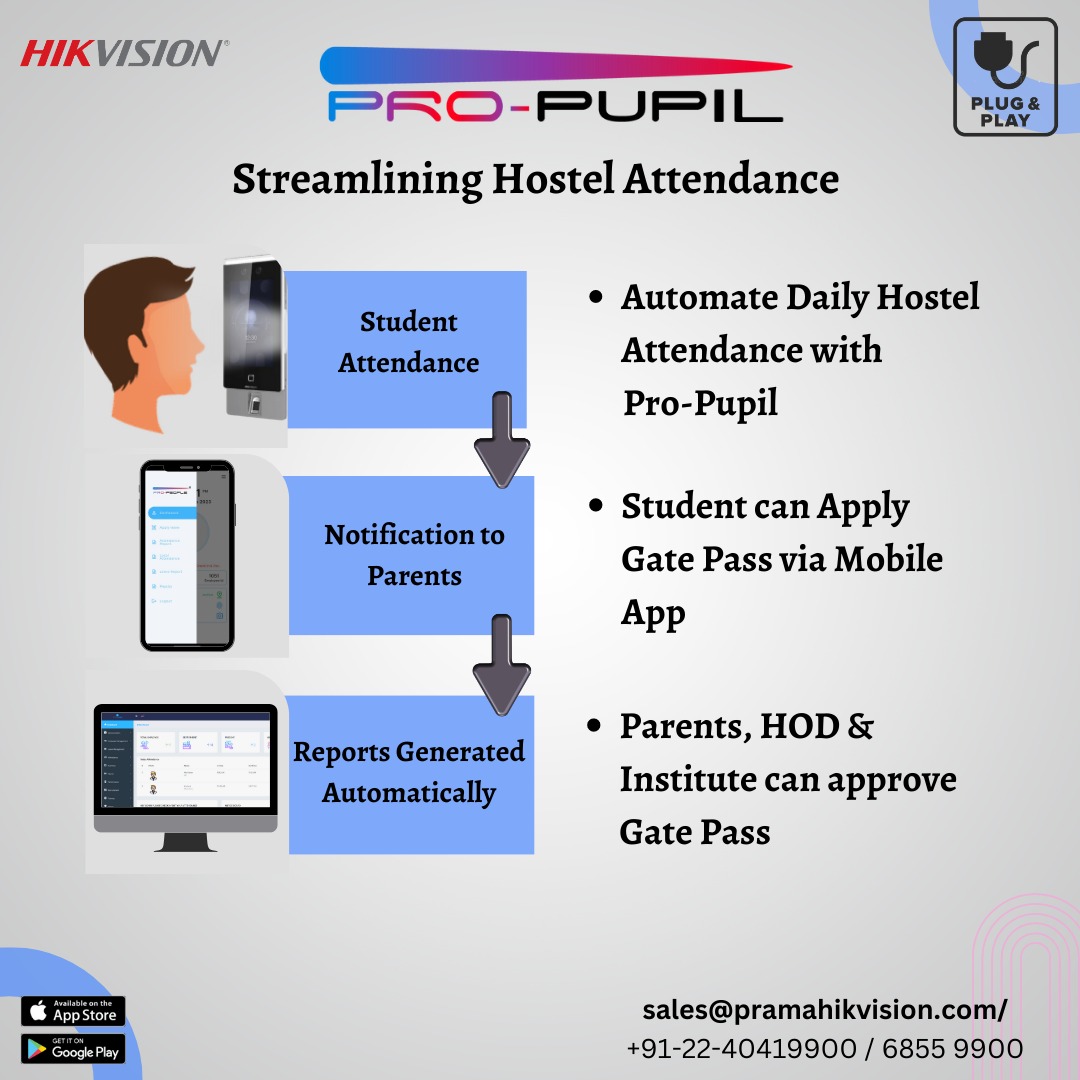 HIKVISION®
PRO-PUPIL
PLUG &
PLAY
Streamlining Hostel Attendance
Student
Attendance
Automate Daily Hostel
Attendance with
Pro-Pupil
PRO-PEOPLE
Notification to
Parents
Student can Apply
Gate Pass via Mobile
App
Reports Generated
Automatically
Parents, HOD &
Institute can approve
Gate Pass
Available on the
App Store
GET IT ON
Google Play
sales@pramahikvision.com/
+91-22-40419900 / 6855 9900